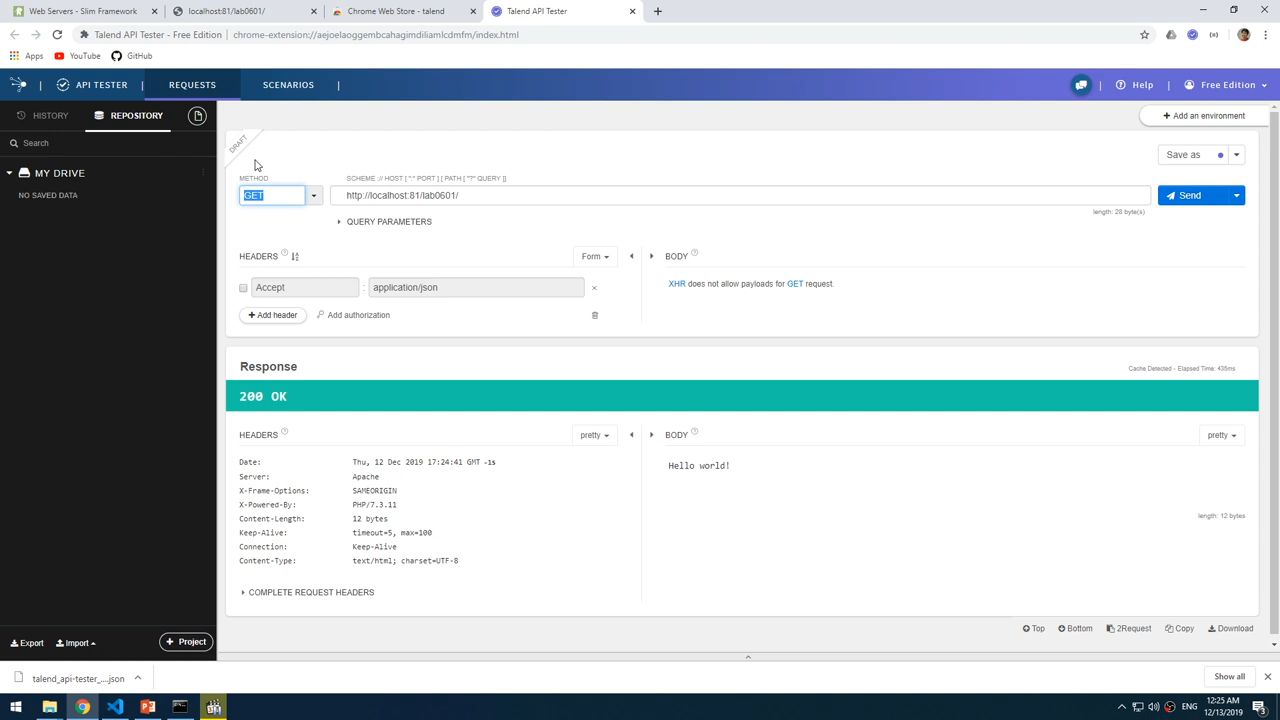 Web Servers - Slim Framework
localhost:81/lab0601/
Chrome Web Store - talend
Talend API Tester
Talend API Tester - Free Edition
chrome-extension://aejoelaoggembcahagimdiliamlcdmfm/index.html
Apps
YouTube
GitHub
API TESTER
REQUESTS
SCENARIOS
Help
Free Edition
HISTORY
REPOSITORY
Add an environment
Search
DRAFT
Save as
MY DRIVE
NO SAVED DATA
METHOD
SCHEME :// HOST [ ":" PORT ] [ PATH [ "?" QUERY ]]
GET
http://localhost:81/lab0601/
Send
length: 28 byte(s)
QUERY PARAMETERS
HEADERS
Form
BODY
Accept : application/json
XHR does not allow payloads for GET request.
Add header
Add authorization
Response
Cache Detected - Elapsed Time: 435ms
200 OK
HEADERS
pretty
BODY
pretty
Date: Thu, 12 Dec 2019 17:24:41 GMT -1s
Server: Apache
X-Frame-Options: SAMEORIGIN
X-Powered-By: PHP/7.3.11
Content-Length: 12 bytes
Keep-Alive: timeout=5, max=100
Connection: Keep-Alive
Content-Type: text/html; charset=UTF-8
Hello world!
length: 12 bytes
COMPLETE REQUEST HEADERS
Top
Bottom
2Request
Copy
Download
Export
Import
Project
talend_api-tester_....json
Show all
ENG
12:25 AM
12/13/2019
3